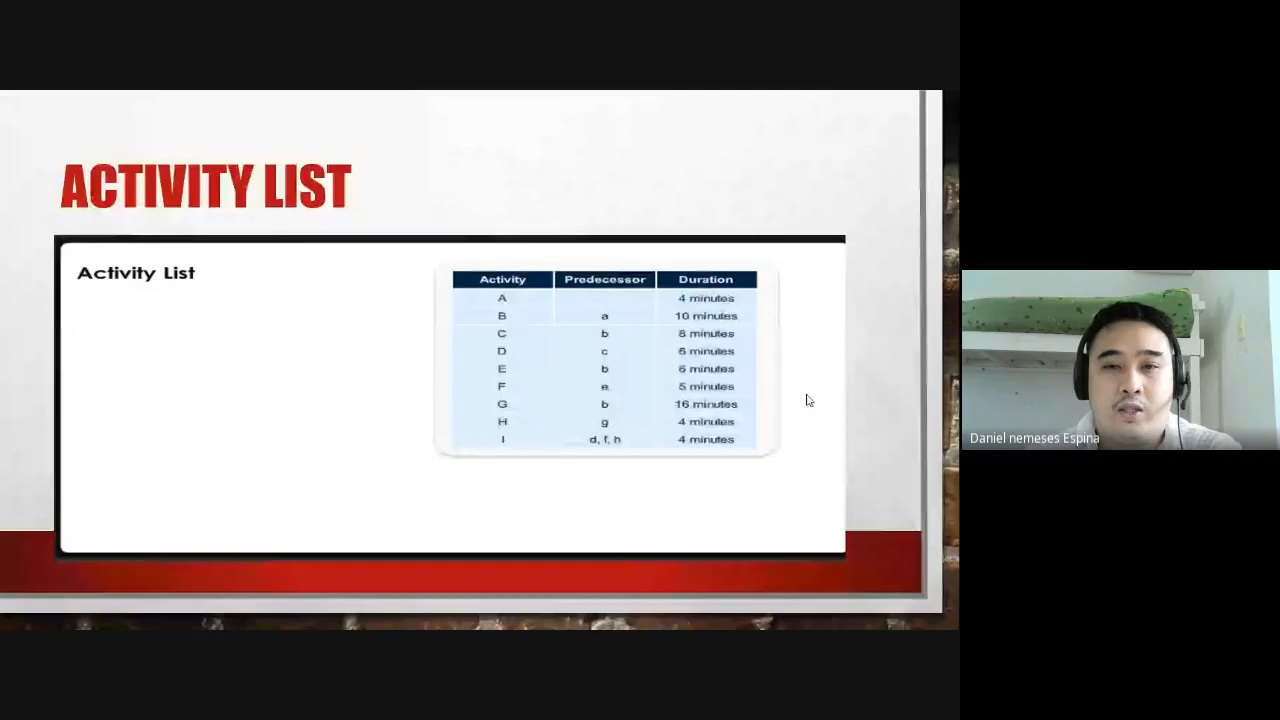 ACTIVITY LIST
Activity List
Activity Predecessor Duration
A 4 minutes
B a 10 minutes
C b 8 minutes
D c 6 minutes
E b 6 minutes
F e 5 minutes
G b 16 minutes
H g 4 minutes
I d, f, h 4 minutes
Daniel nemeses Espina